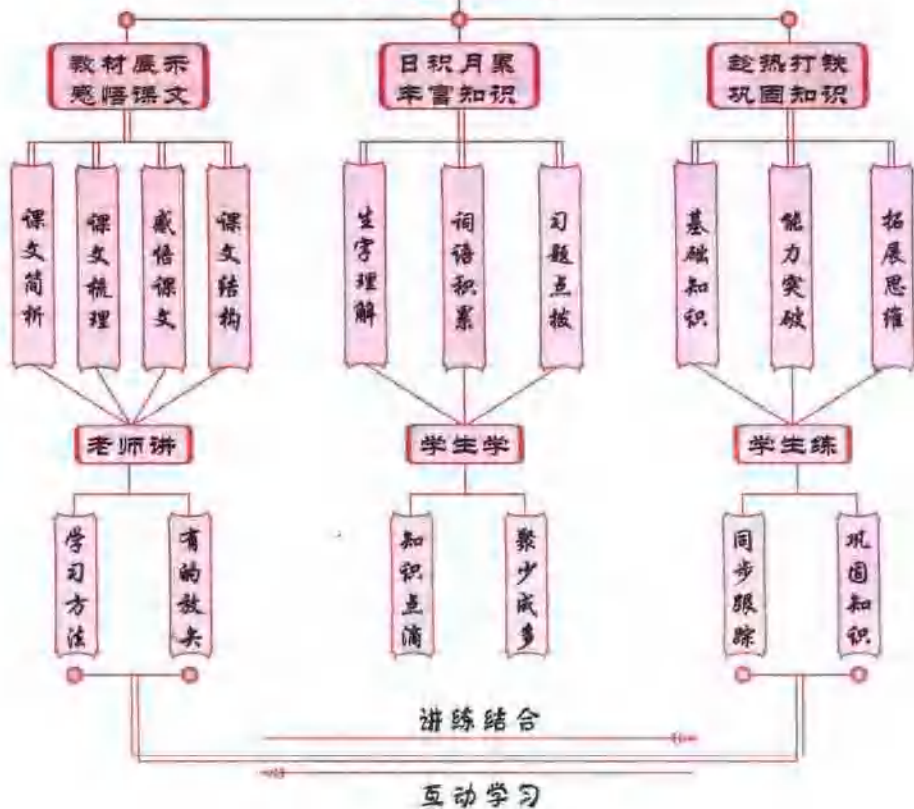 教材展示
感悟课文
日积月累
丰富知识
趁热打铁
巩固知识
课文简析
课文梳理
感悟课文
课文结构
生字理解
词语积累
习题点拨
基础知识
能力突破
拓展思维
老师讲
学生学
学生练
学习方法
有的放矢
知识点滴
聚少成多
同步跟踪
巩固知识
讲练结合
互动学习